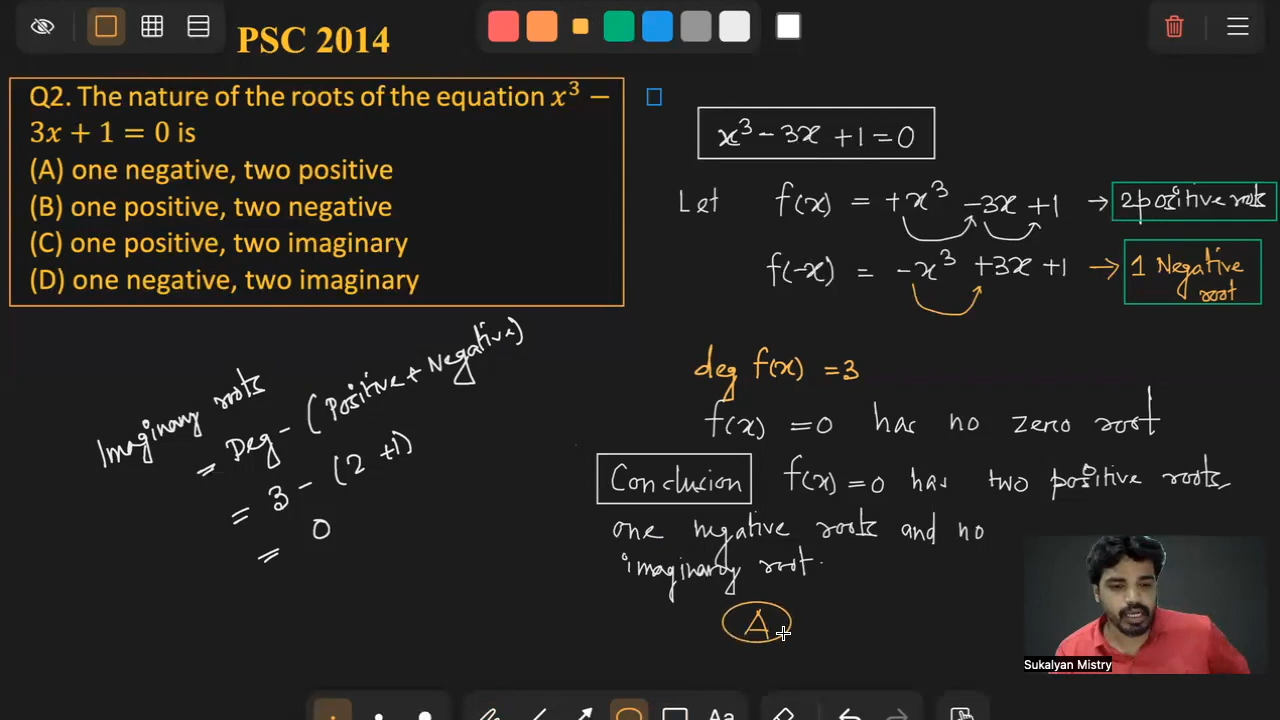 PSC 2014
Q2. The nature of the roots of the equation x³ −
3x + 1 = 0 is
(A) one negative, two positive
(B) one positive, two negative
(C) one positive, two imaginary
(D) one negative, two imaginary
x³ − 3x + 1 = 0
Let f(x) = +x³ − 3x + 1 → 2 positive roots
f(-x) = −x³ + 3x + 1 → 1 Negative
root
deg f(x) = 3
f(x) = 0 has no zero root
Conclusion f(x) = 0 has two positive roots,
one negative roots and no
imaginary root.
A
Imaginary roots
= Deg − (Positive + Negative)
= 3 − (2 + 1)
= 0
Sukalyan Mistry
Aa